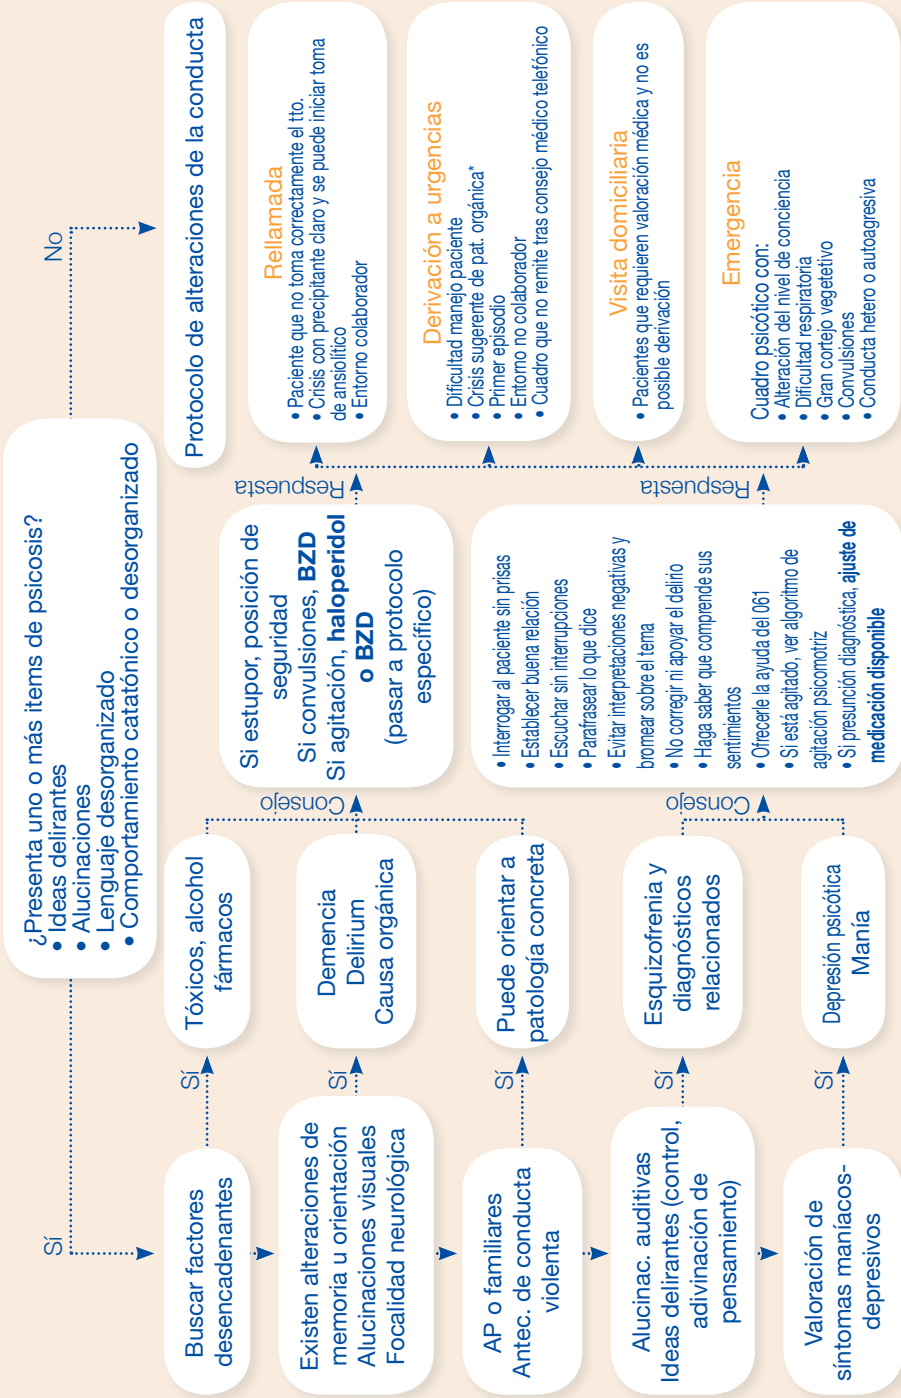 ¿Presenta uno o más items de psicosis?
• Ideas delirantes
• Alucinaciones
• Lenguaje desorganizado
• Comportamiento catatónico o desorganizado
Sí
No
Buscar factores
desencadenantes
Sí
Tóxicos, alcohol
fármacos
Existen alteraciones de
memoria u orientación
Alucinaciones visuales
Focalidad neurológica
Sí
Demencia
Delirium
Causa orgánica
AP o familiares
Antec. de conducta
violenta
Sí
Puede orientar a
patología concreta
Alucinac. auditivas
Ideas delirantes (control,
adivinación de
pensamiento)
Sí
Esquizofrenia y
diagnósticos
relacionados
Valoración de
síntomas maníacos-
depresivos
Sí
Depresión psicótica
Manía
Consejo
Si estupor, posición de
seguridad
Si convulsiones, BZD
Si agitación, haloperidol
o BZD
(pasar a protocolo
específico)
Respuesta
Consejo
• Interrogar al paciente sin prisas
• Establecer buena relación
• Escuchar sin interrupciones
• Parafrasear lo que dice
• Evitar interpretaciones negativas y
bromear sobre el tema
• No corregir ni apoyar el delirio
• Haga saber que comprende sus
sentimientos
• Ofrecerle la ayuda del 061
• Si está agitado, ver algoritmo de
agitación psicomotriz
• Si presunción diagnóstica, ajuste de
medicación disponible
Respuesta
Protocolo de alteraciones de la conducta
Rellamada
• Paciente que no toma correctamente el tto.
• Crisis con precipitante claro y se puede iniciar toma
de ansiolítico
• Entorno colaborador
Derivación a urgencias
• Dificultad manejo paciente
• Crisis sugerente de pat. orgánica*
• Primer episodio
• Entorno no colaborador
• Cuadro que no remite tras consejo médico telefónico
Visita domiciliaria
• Pacientes que requieren valoración médica y no es
posible derivación
Emergencia
Cuadro psicótico con:
• Alteración del nivel de conciencia
• Dificultad respiratoria
• Gran cortejo vegetetivo
• Convulsiones
• Conducta hetero o autoagresiva